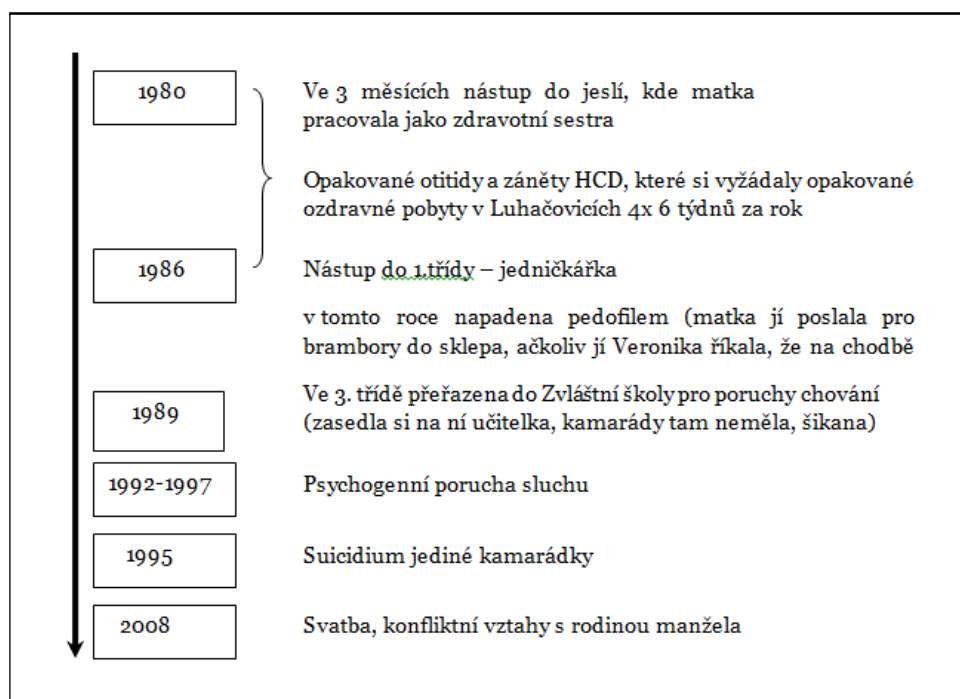 1980
Ve 3 měsících nástup do jeslí, kde matka
pracovala jako zdravotní sestra
Opakované otitidy a záněty HCD, které si vyžádaly opakované
ozdravné pobyty v Luhačovicích 4x 6 týdnů za rok
1986
Nástup do 1.třídy – jedničkářka
v tomto roce napadena pedofilem (matka jí poslala pro
brambory do sklepa, ačkoliv jí Veronika říkala, že na chodbě
1989
Ve 3. třídě přeřazena do Zvláštní školy pro poruchy chování
(zasedla si na ní učitelka, kamarády tam neměla, šikana)
1992-1997
Psychogenní porucha sluchu
1995
Suicidium jediné kamarádky
2008
Svatba, konfliktní vztahy s rodinou manžela